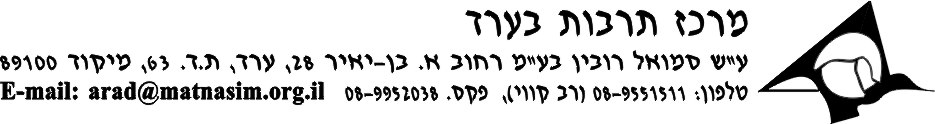 מרכז תרבות בערד
ע״ש סמואל רובין בע״מ רחוב א. בן-יאיר 28, ערד, ת.ד. 63, מיקוד 89100
טלפון: 08-9551511 (רב קווי), פקס. 08-9952038 E-mail: arad@matnasim.org.il